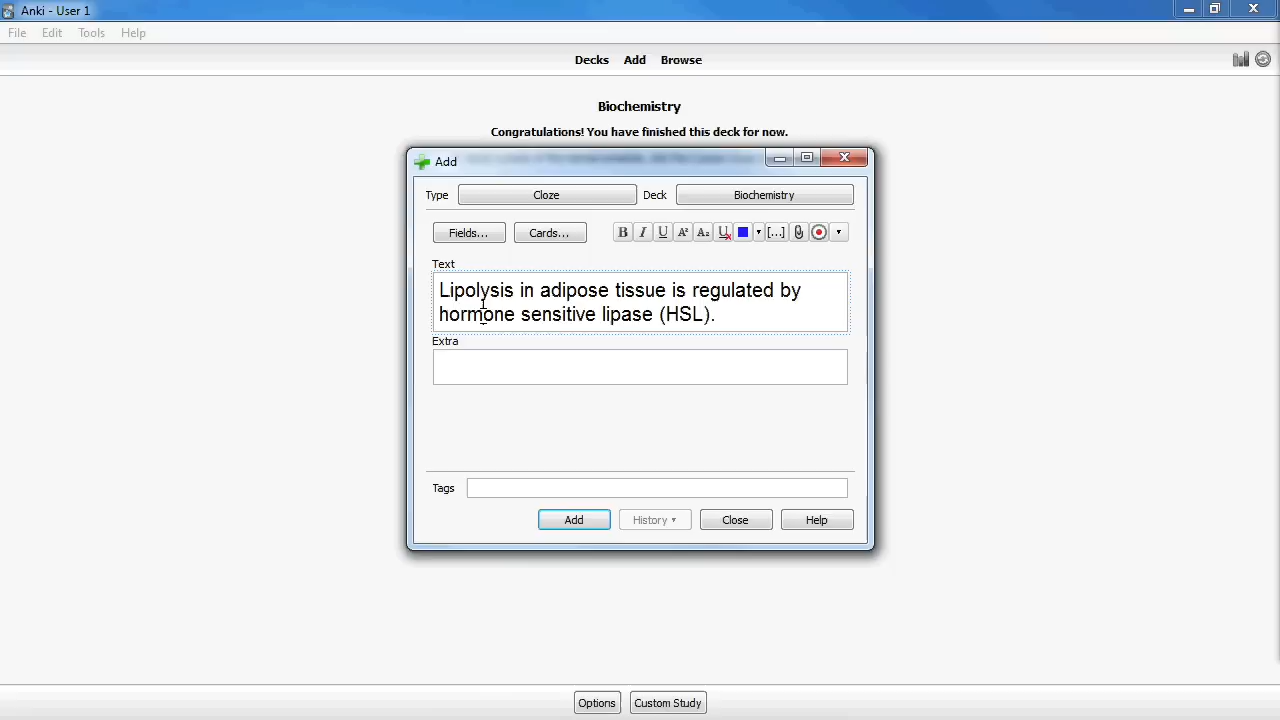 Anki - User 1
File Edit Tools Help
Decks Add Browse
Biochemistry
Congratulations! You have finished this deck for now.
Add
Type Cloze Deck Biochemistry
Fields... Cards... B I U A² A₂ U [...]
Text
Lipolysis in adipose tissue is regulated by
hormone sensitive lipase (HSL).
Extra
Tags
Add History Close Help
Options Custom Study